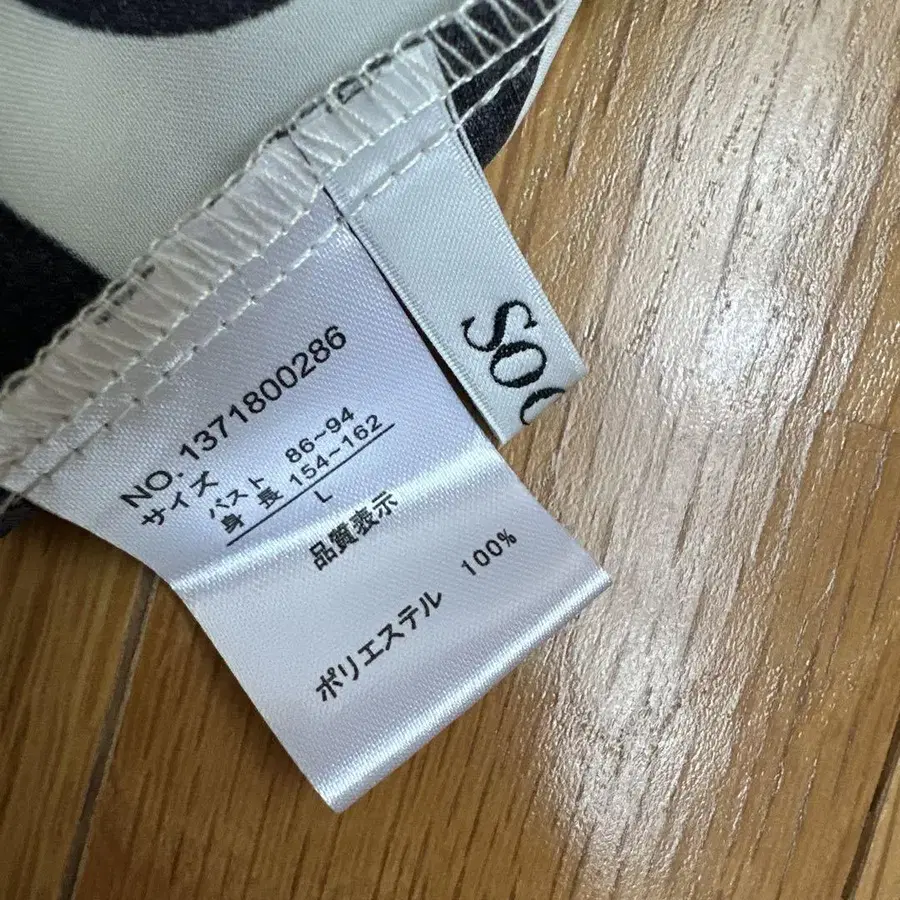 NO. 1371800286
サイズ バスト 86~94
身長 154~162
L
品質表示
ポリエステル 100%